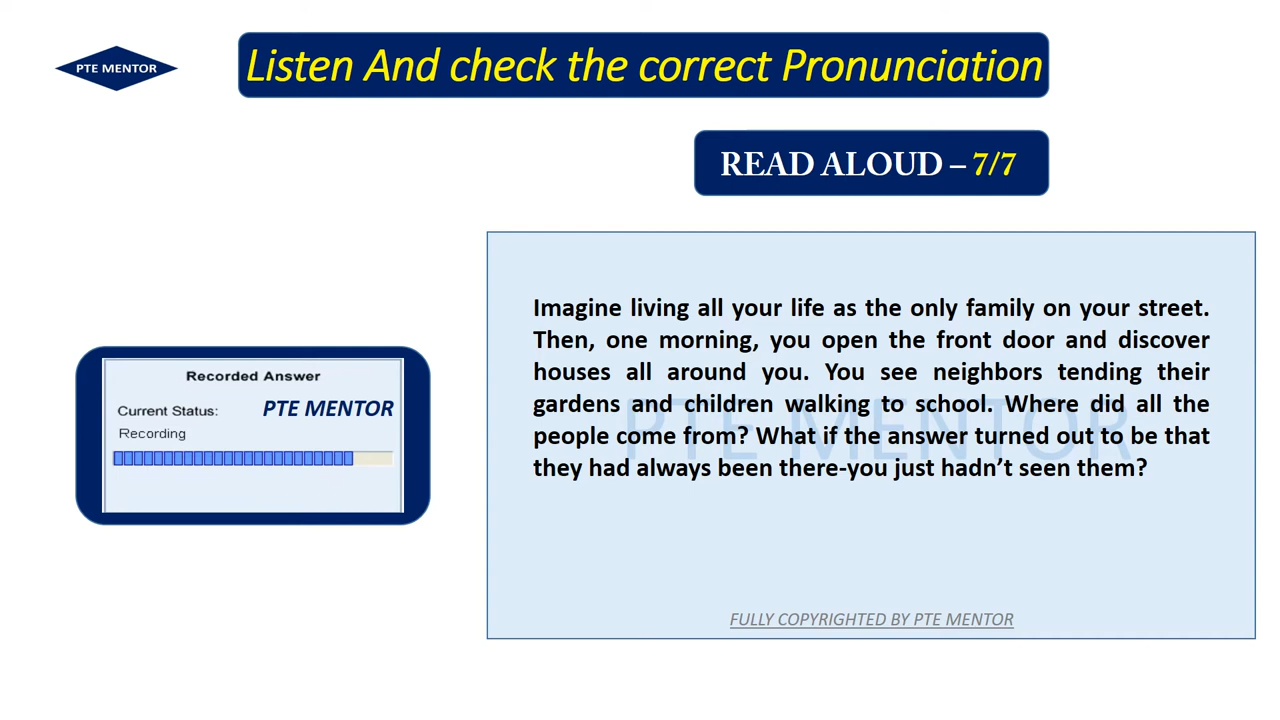 PTE MENTOR
Listen And check the correct Pronunciation
READ ALOUD – 7/7
Recorded Answer
Current Status: PTE MENTOR
Recording
Imagine living all your life as the only family on your street.
Then, one morning, you open the front door and discover
houses all around you. You see neighbors tending their
gardens and children walking to school. Where did all the
people come from? What if the answer turned out to be that
they had always been there-you just hadn’t seen them?
PTE MENTOR
FULLY COPYRIGHTED BY PTE MENTOR